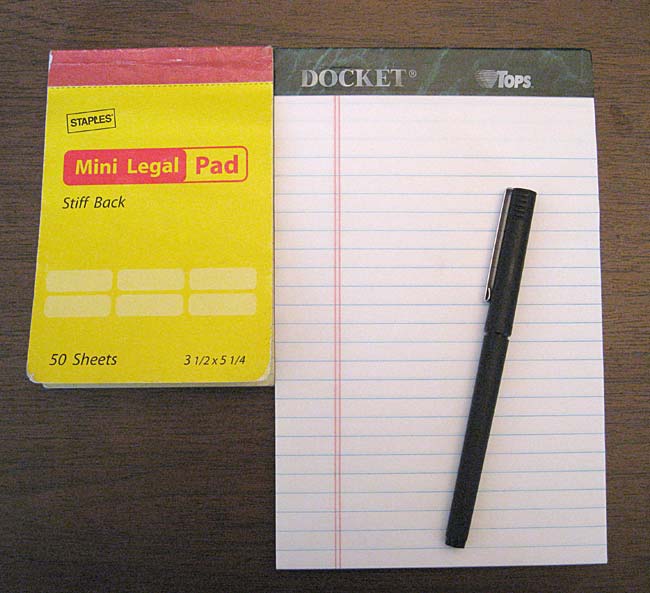 STAPLES®
Mini Legal Pad
Stiff Back
50 Sheets 3 1/2 x 5 1/4
DOCKET® TOPS